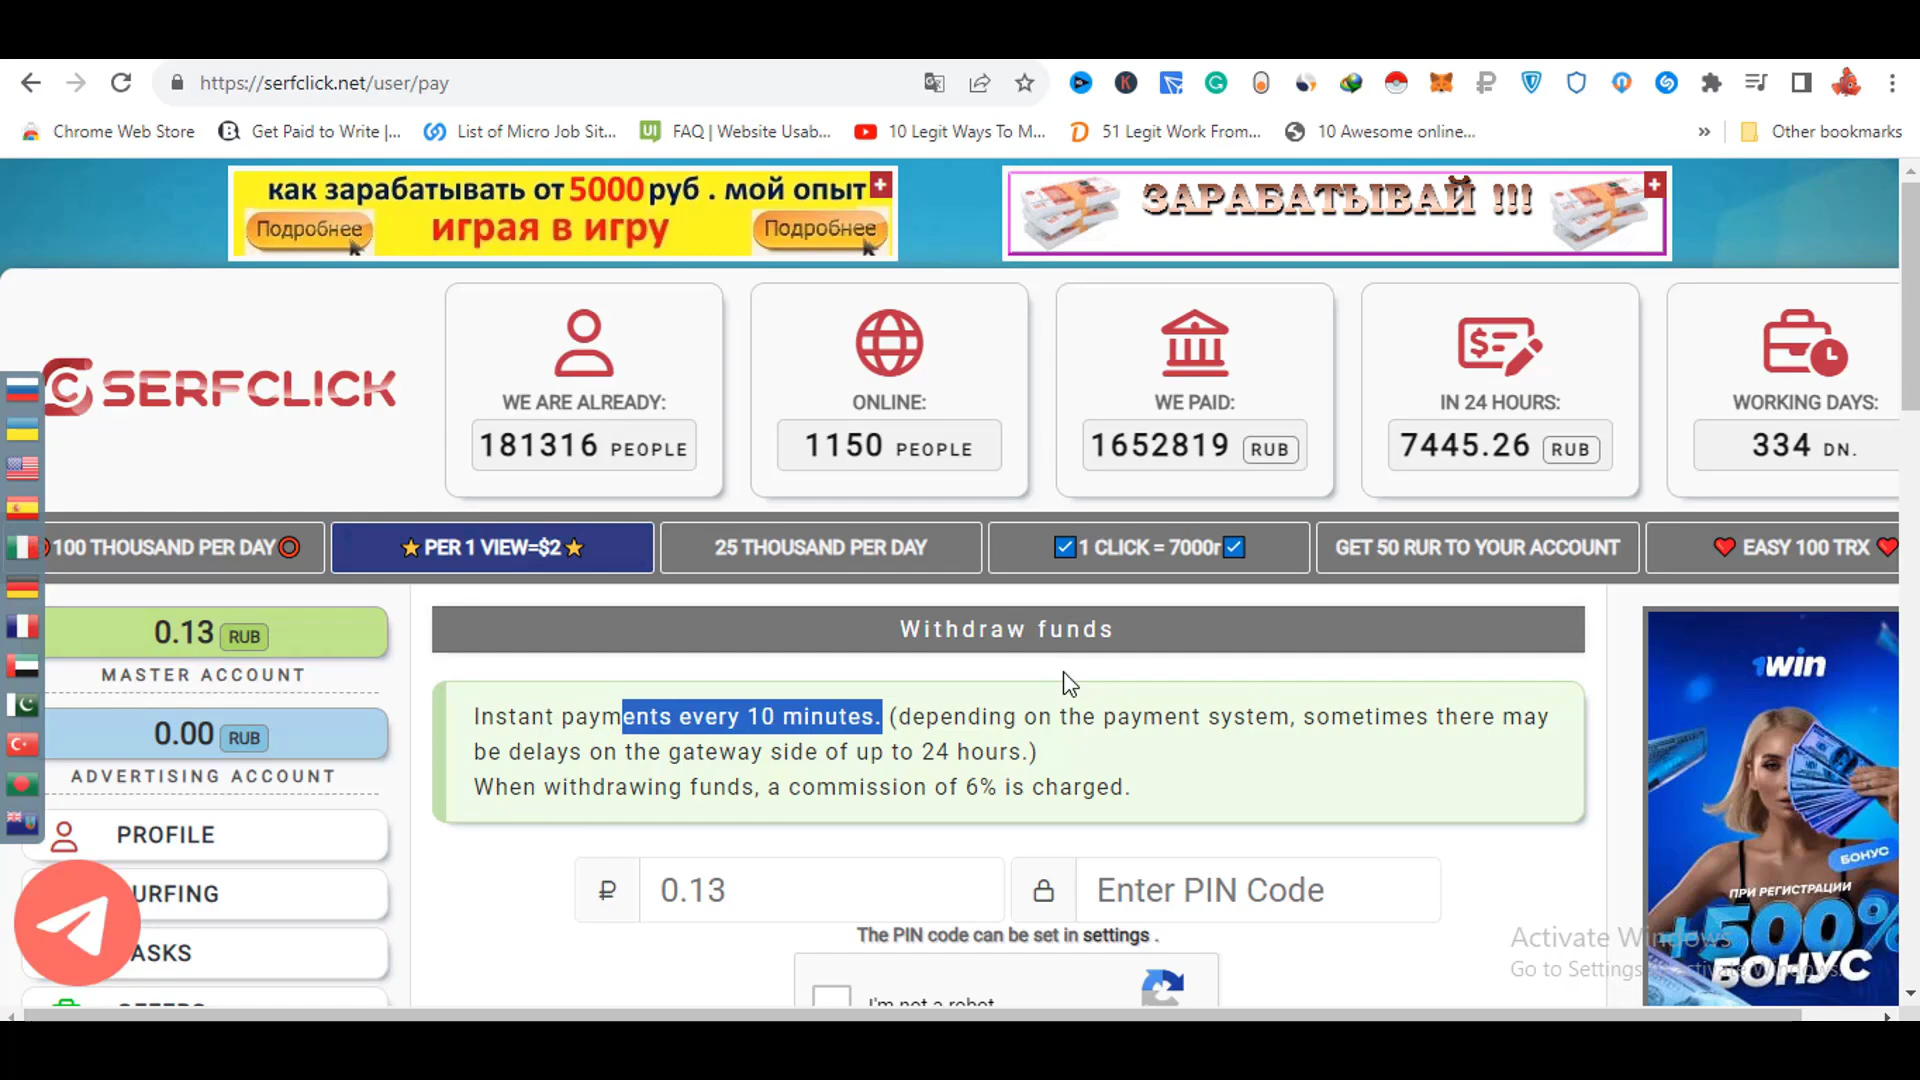 https://serfclick.net/user/pay
Chrome Web Store
Get Paid to Write |...
List of Micro Job Sit...
FAQ | Website Usab...
10 Legit Ways To M...
51 Legit Work From...
10 Awesome online...
Other bookmarks
как зарабатывать от 5000 руб . мой опыт
Подробнее
играя в игру
Подробнее
ЗАРАБАТЫВАЙ !!!
SERFCLICK
WE ARE ALREADY:
181316 PEOPLE
ONLINE:
1150 PEOPLE
WE PAID:
1652819 RUB
IN 24 HOURS:
7445.26 RUB
WORKING DAYS:
334 DN.
100 THOUSAND PER DAY
PER 1 VIEW=$2
25 THOUSAND PER DAY
1 CLICK = 7000r
GET 50 RUR TO YOUR ACCOUNT
EASY 100 TRX
0.13 RUB
MASTER ACCOUNT
0.00 RUB
ADVERTISING ACCOUNT
PROFILE
URFING
ASKS
Withdraw funds
Instant payments every 10 minutes. (depending on the payment system, sometimes there may
be delays on the gateway side of up to 24 hours.)
When withdrawing funds, a commission of 6% is charged.
₽ 0.13
Enter PIN Code
The PIN code can be set in settings .
I'm not a robot
1win
БОНУС
ПРИ РЕГИСТРАЦИИ
+500%
БОНУС
Activate Windows
Go to Settings to activate Windows.